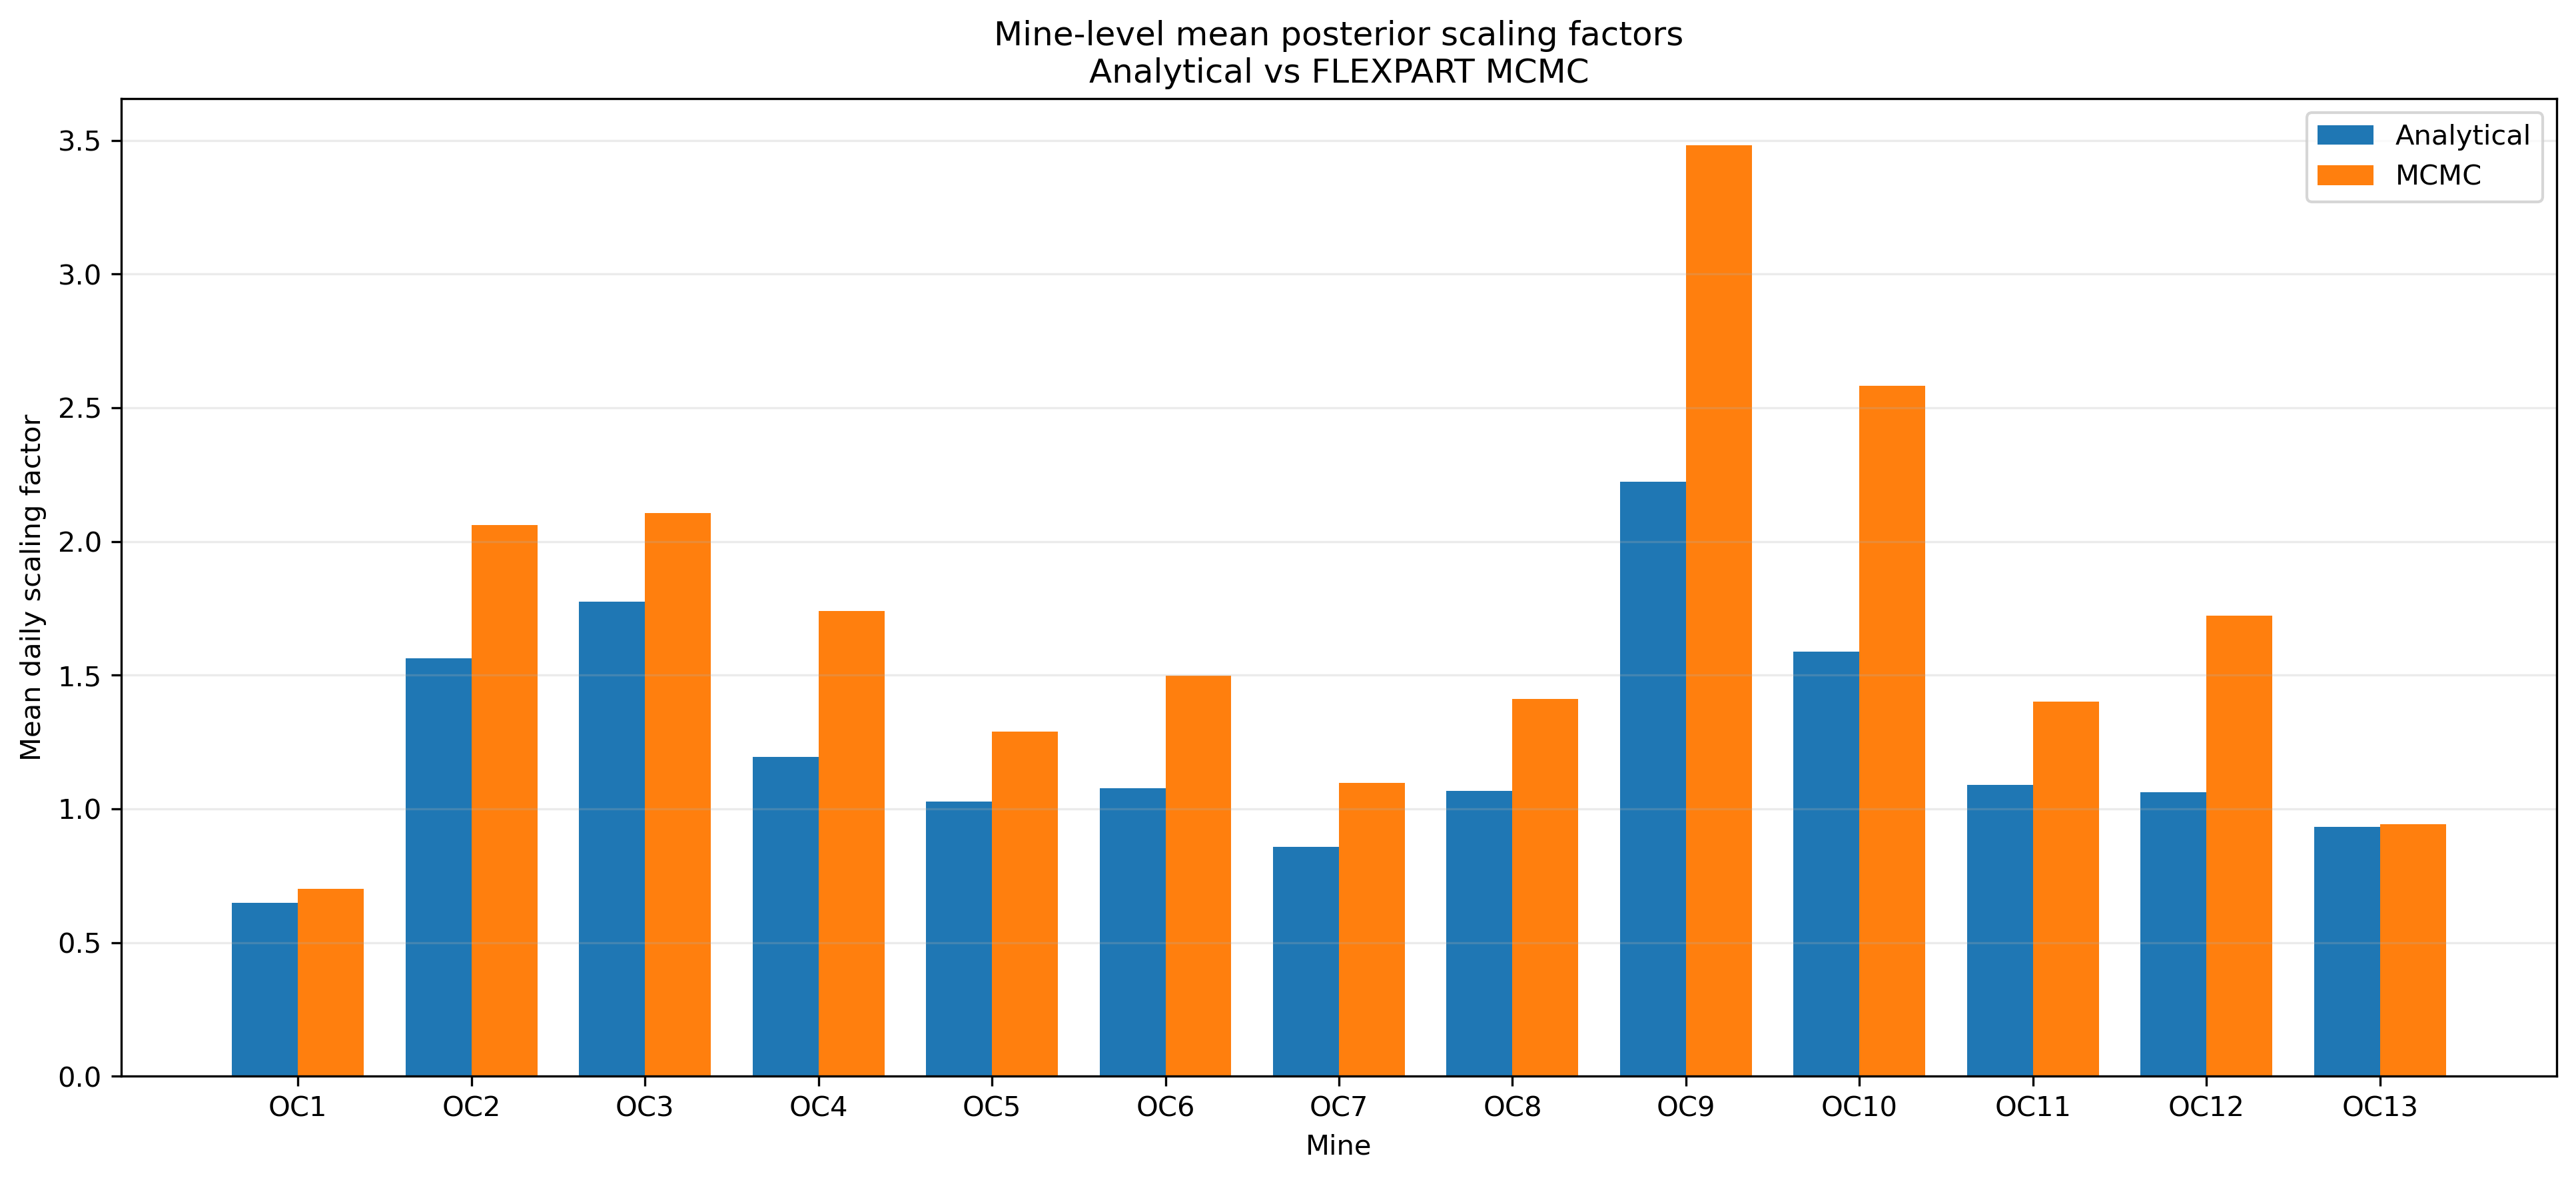 Mine-level mean posterior scaling factors
Analytical vs FLEXPART MCMC
Analytical
MCMC
Mean daily scaling factor
3.5
3.0
2.5
2.0
1.5
1.0
0.5
0.0
OC1 OC2 OC3 OC4 OC5 OC6 OC7 OC8 OC9 OC10 OC11 OC12 OC13
Mine